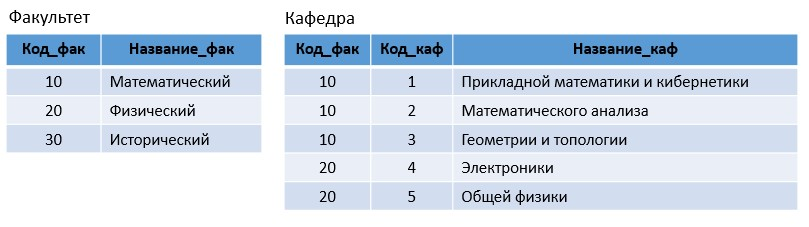 Факультет
Код_фак Название_фак
10 Математический
20 Физический
30 Исторический
Кафедра
Код_фак Код_каф Название_каф
10 1 Прикладной математики и кибернетики
10 2 Математического анализа
10 3 Геометрии и топологии
20 4 Электроники
20 5 Общей физики